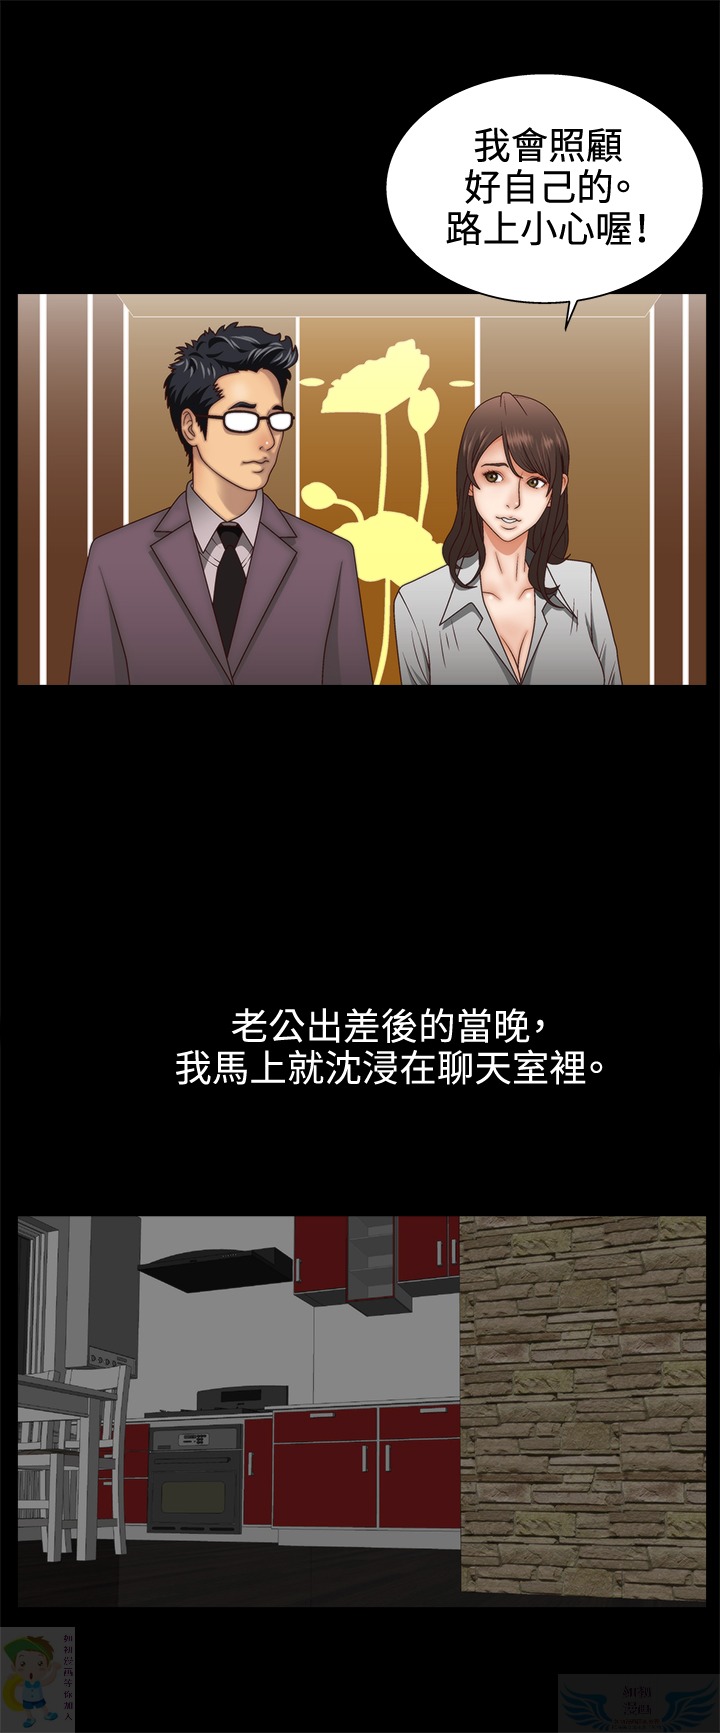 我會照顧
好自己的。
路上小心喔！
老公出差後的當晚，
我馬上就沈浸在聊天室裡。